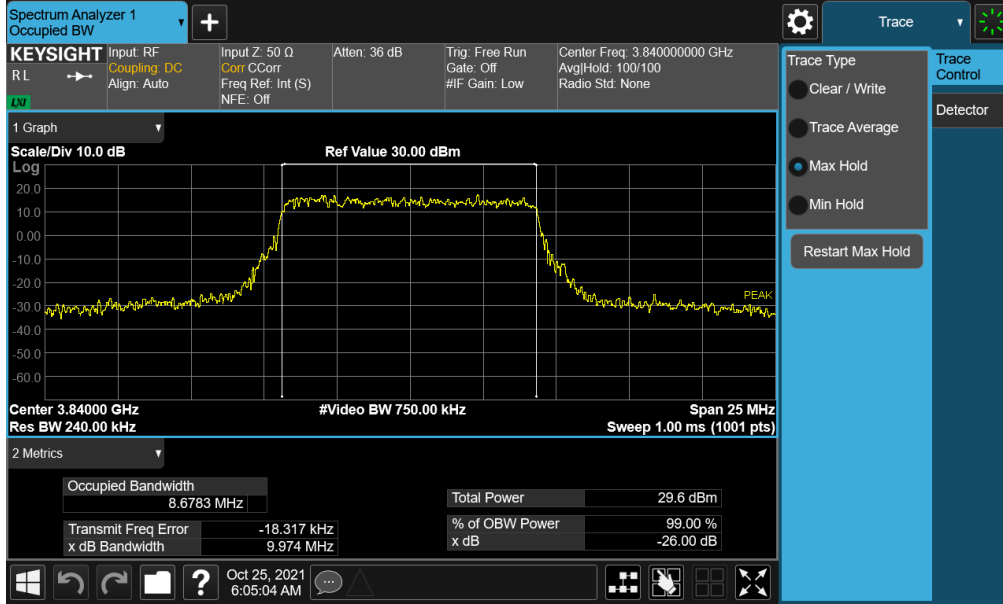 Spectrum Analyzer 1
Occupied BW
+
Trace
KEYSIGHT
RL
LXI
Input: RF
Coupling: DC
Align: Auto
Input Z: 50 Ω
Corr CCorr
Freq Ref: Int (S)
NFE: Off
Atten: 36 dB
Trig: Free Run
Gate: Off
#IF Gain: Low
Center Freq: 3.840000000 GHz
Avg|Hold: 100/100
Radio Std: None
Trace Type
Clear / Write
Trace Average
Max Hold
Min Hold
Restart Max Hold
Trace
Control
Detector
1 Graph
Scale/Div 10.0 dB
Ref Value 30.00 dBm
Log
20.0
10.0
0.00
-10.0
-20.0
-30.0
-40.0
-50.0
-60.0
PEAK
Center 3.84000 GHz
#Video BW 750.00 kHz
Span 25 MHz
Res BW 240.00 kHz
Sweep 1.00 ms (1001 pts)
2 Metrics
Occupied Bandwidth
8.6783 MHz
Transmit Freq Error -18.317 kHz
x dB Bandwidth 9.974 MHz
Total Power 29.6 dBm
% of OBW Power 99.00 %
x dB -26.00 dB
?
Oct 25, 2021
6:05:04 AM